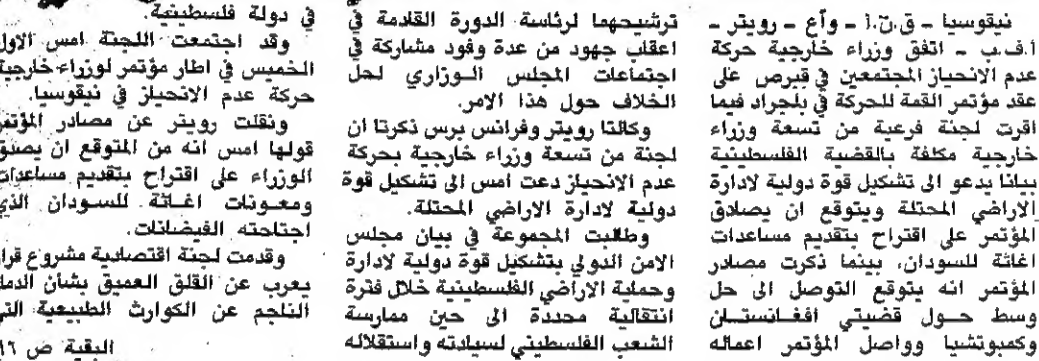 نيقوسيا ـ ق.ن.ا ـ وأع ـ رويتر ـ
أ.ف.ب ـ اتفق وزراء خارجية حركة
عدم الانحياز المجتمعين في قبرص على
عقد مؤتمر القمة للحركة في بلجراد فيما
اقرت لجنة فرعية من تسعة وزراء
خارجية مكلفة بالقضية الفلسطينية
بيانا يدعو الى تشكيل قوة دولية لادارة
الاراضي المحتلة ويتوقع ان يصادق
المؤتمر على اقتراح بتقديم مساعدات
اغاثة للسودان، بينما ذكرت مصادر
المؤتمر انه يتوقع التوصل الى حل
وسط حول قضيتي افغانستان
وكمبوتشيا وواصل المؤتمر اعماله
ترشيحهما لرئاسة الدورة القادمة في
اعقاب جهود من عدة وفود مشاركة في
اجتماعات المجلس الوزاري لحل
الخلاف حول هذا الامر.
وكالتا رويتر وفرانس برس ذكرتا ان
لجنة من تسعة وزراء خارجية بحركة
عدم الانحياز دعت امس الى تشكيل قوة
دولية لادارة الاراضي المحتلة.
وطالبت المجموعة في بيان مجلس
الامن الدولي بتشكيل قوة دولية لادارة
وحماية الاراضي الفلسطينية خلال فترة
انتقالية محددة الى حين ممارسة
الشعب الفلسطيني لسيادته واستقلاله
في دولة فلسطينية.
وقد اجتمعت اللجنة امس الاول
الخميس في اطار مؤتمر لوزراء خارجية
حركة عدم الانحياز في نيقوسيا.
ونقلت رويتر عن مصادر المؤتمر
قولها امس انه من المتوقع ان يصدق
الوزراء على اقتراح بتقديم مساعدات
ومعونات اغاثة للسودان الذي
اجتاحته الفيضانات.
وقدمت لجنة اقتصادية مشروع قرار
يعرب عن القلق العميق بشأن الدمار
الناجم عن الكوارث الطبيعية التي
البقية ص ١٦